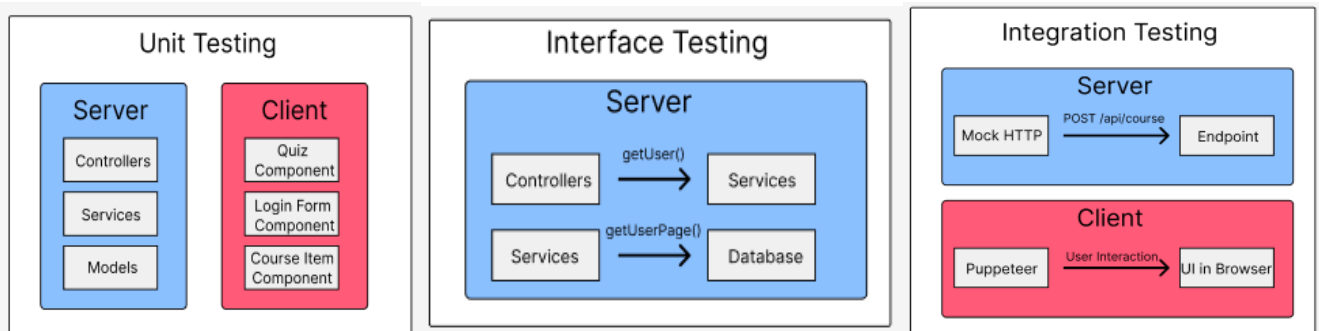 Unit Testing
Server
Controllers
Services
Models
Client
Quiz
Component
Login Form
Component
Course Item
Component
Interface Testing
Server
Controllers
getUser()
Services
Services
getUserPage()
Database
Integration Testing
Server
Mock HTTP
POST /api/course
Endpoint
Client
Puppeteer
User Interaction
UI in Browser